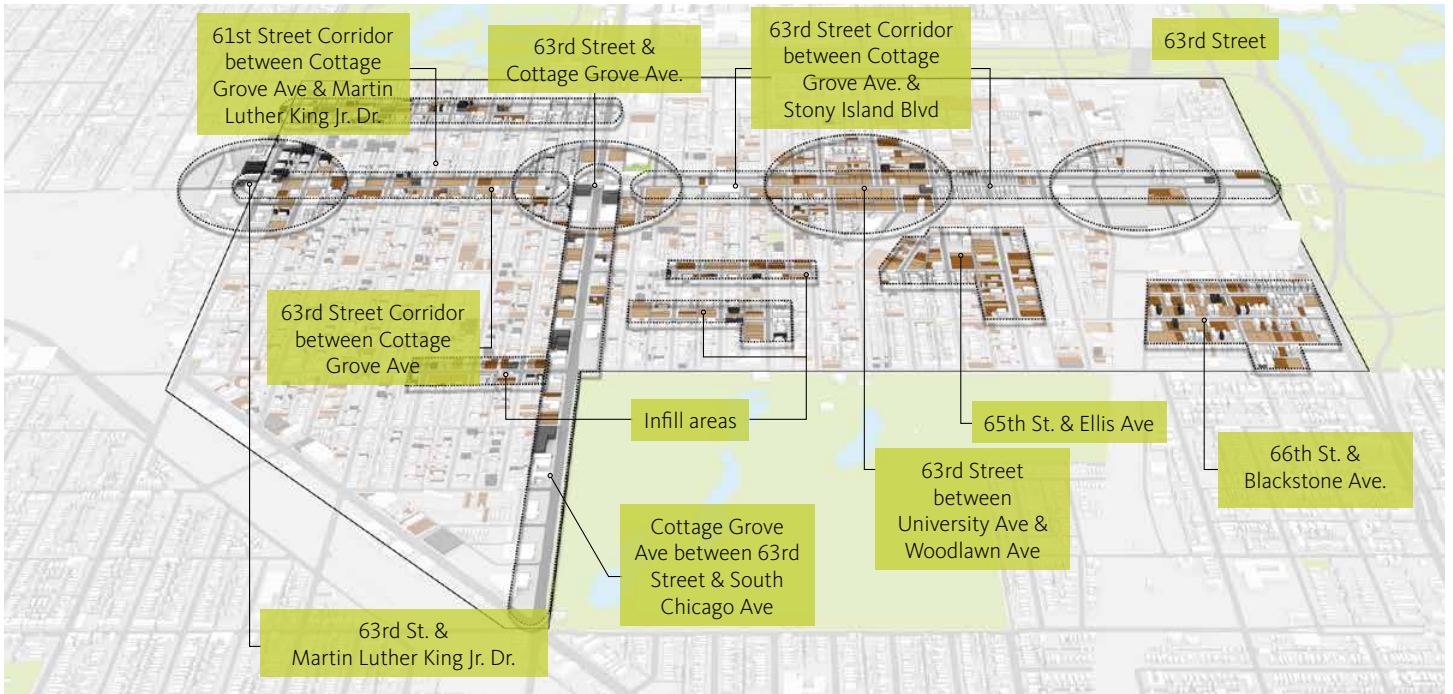 61st Street Corridor
between Cottage
Grove Ave & Martin
Luther King Jr. Dr.
63rd Street &
Cottage Grove Ave.
63rd Street Corridor
between Cottage
Grove Ave. &
Stony Island Blvd
63rd Street
63rd Street Corridor
between Cottage
Grove Ave
Infill areas
65th St. & Ellis Ave
66th St. &
Blackstone Ave.
63rd Street
between
University Ave &
Woodlawn Ave
Cottage Grove
Ave between 63rd
Street & South
Chicago Ave
63rd St. &
Martin Luther King Jr. Dr.